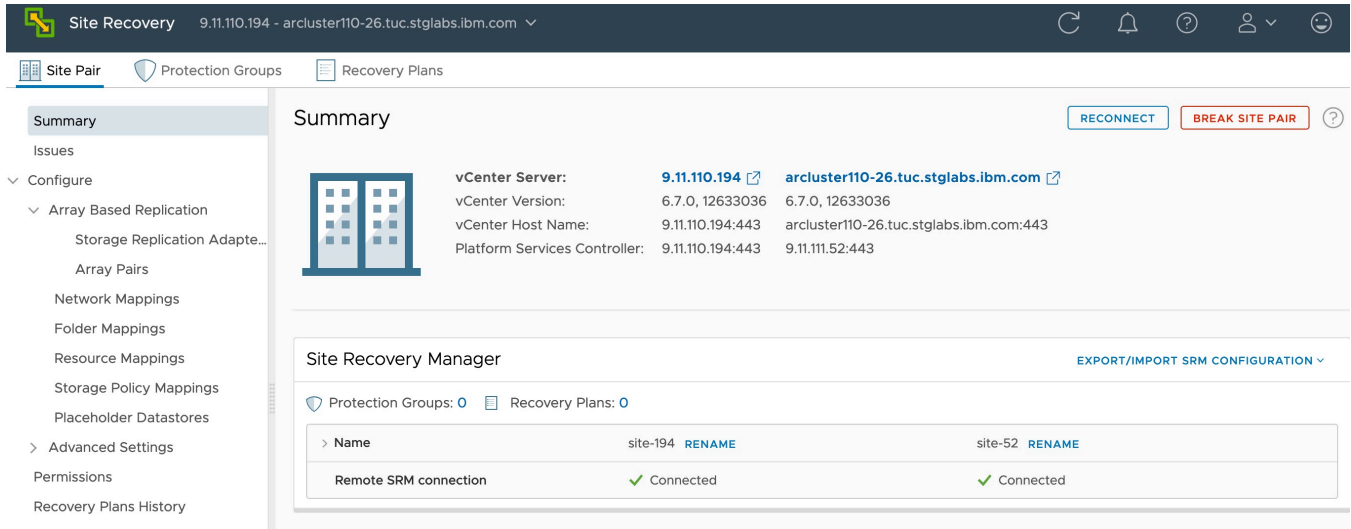 Site Recovery 9.11.110.194 - arcluster110-26.tuc.stglabs.ibm.com
Site Pair Protection Groups Recovery Plans
Summary
Issues
Configure
Array Based Replication
Storage Replication Adapte...
Array Pairs
Network Mappings
Folder Mappings
Resource Mappings
Storage Policy Mappings
Placeholder Datastores
Advanced Settings
Permissions
Recovery Plans History
Summary RECONNECT BREAK SITE PAIR ?
vCenter Server: 9.11.110.194 arcluster110-26.tuc.stglabs.ibm.com
vCenter Version: 6.7.0, 12633036 6.7.0, 12633036
vCenter Host Name: 9.11.110.194:443 arcluster110-26.tuc.stglabs.ibm.com:443
Platform Services Controller: 9.11.110.194:443 9.11.111.52:443
Site Recovery Manager EXPORT/IMPORT SRM CONFIGURATION
Protection Groups: 0 Recovery Plans: 0
Name site-194 RENAME site-52 RENAME
Remote SRM connection Connected Connected